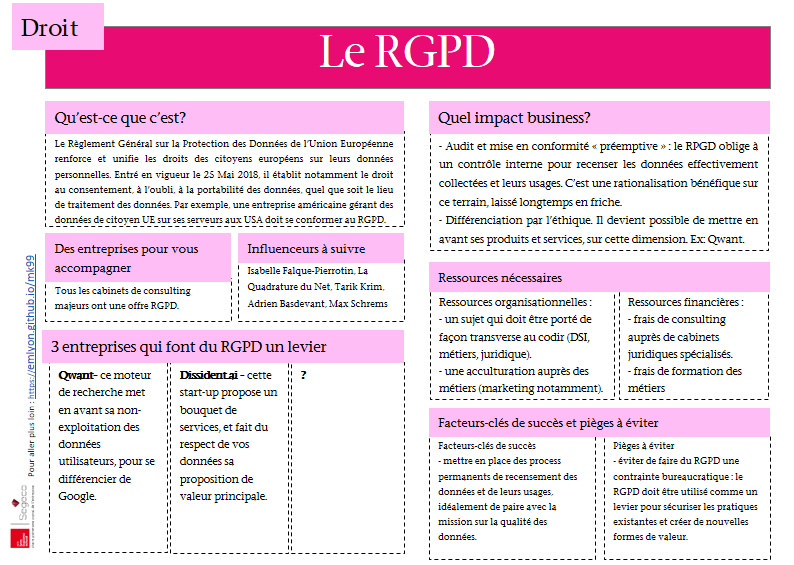 Droit
Le RGPD
Qu'est-ce que c'est?
Le Règlement Général sur la Protection des Données de l'Union Européenne
renforce et unifie les droits des citoyens européens sur leurs données
personnelles. Entré en vigueur le 25 Mai 2018, il établit notamment le droit
au consentement, à l'oubli, à la portabilité des données, quel que soit le lieu
de traitement des données. Par exemple, une entreprise américaine gérant des
données de citoyen UE sur ses serveurs aux USA doit se conformer au RGPD.
Des entreprises pour vous
accompagner
Tous les cabinets de consulting
majeurs ont une offre RGPD.
Influenceurs à suivre
Isabelle Falque-Pierrotin, La
Quadrature du Net, Tarik Krim,
Adrien Basdevant, Max Schrems
3 entreprises qui font du RGPD un levier
Qwant- ce moteur
de recherche met
en avant sa non-
exploitation des
données
utilisateurs, pour se
différencier de
Google.
Dissident.ai – cette
start-up propose un
bouquet de
services, et fait du
respect de vos
données sa
proposition de
valeur principale.
?
Quel impact business?
- Audit et mise en conformité « préemptive » : le RPGD oblige à
un contrôle interne pour recenser les données effectivement
collectées et leurs usages. C'est une rationalisation bénéfique sur
ce terrain, laissé longtemps en friche.
- Différenciation par l'éthique. Il devient possible de mettre en
avant ses produits et services, sur cette dimension. Ex: Qwant.
Ressources nécessaires
Ressources organisationnelles :
- un sujet qui doit être porté de
façon transverse au codir (DSI,
métiers, juridique).
- une acculturation auprès des
métiers (marketing notamment).
Ressources financières :
- frais de consulting
auprès de cabinets
juridiques spécialisés.
- frais de formation des
métiers
Facteurs-clés de succès et pièges à éviter
Facteurs-clés de succès
- mettre en place des process
permanents de recensement des
données et de leurs usages,
idéalement de paire avec la
mission sur la qualité des
données.
Pièges à éviter
- éviter de faire du RGPD une
contrainte bureaucratique : le
RGPD doit être utilisé comme un
levier pour sécuriser les pratiques
existantes et créer de nouvelles
formes de valeur.
Pour aller plus loin : https://emlyon.github.io/mk99
Segeco